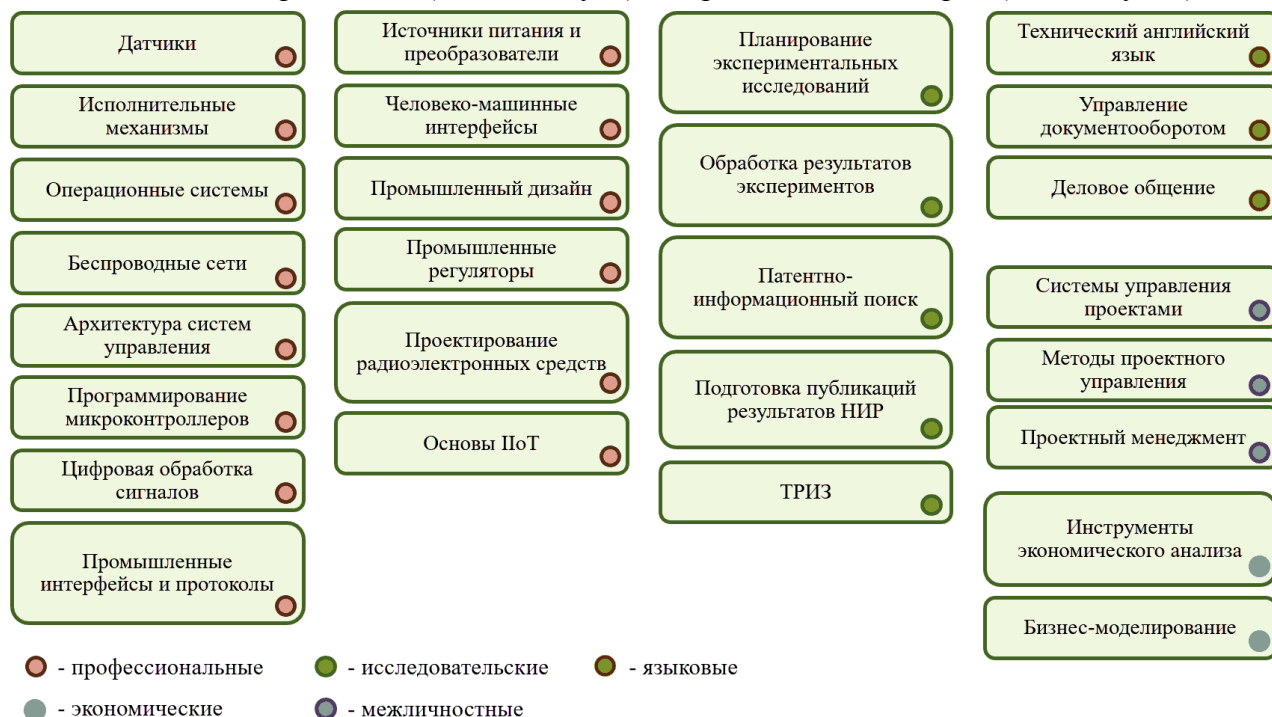 Датчики
Исполнительные
механизмы
Операционные системы
Беспроводные сети
Архитектура систем
управления
Программирование
микроконтроллеров
Цифровая обработка
сигналов
Промышленные
интерфейсы и протоколы
Источники питания и
преобразователи
Человеко-машинные
интерфейсы
Промышленный дизайн
Промышленные
регуляторы
Проектирование
радиоэлектронных средств
Основы IIoT
Планирование
экспериментальных
исследований
Обработка результатов
экспериментов
Патентно-
информационный поиск
Подготовка публикаций
результатов НИР
ТРИЗ
Технический английский
язык
Управление
документооборотом
Деловое общение
Системы управления
проектами
Методы проектного
управления
Проектный менеджмент
Инструменты
экономического анализа
Бизнес-моделирование
- профессиональные
- исследовательские
- языковые
- экономические
- межличностные